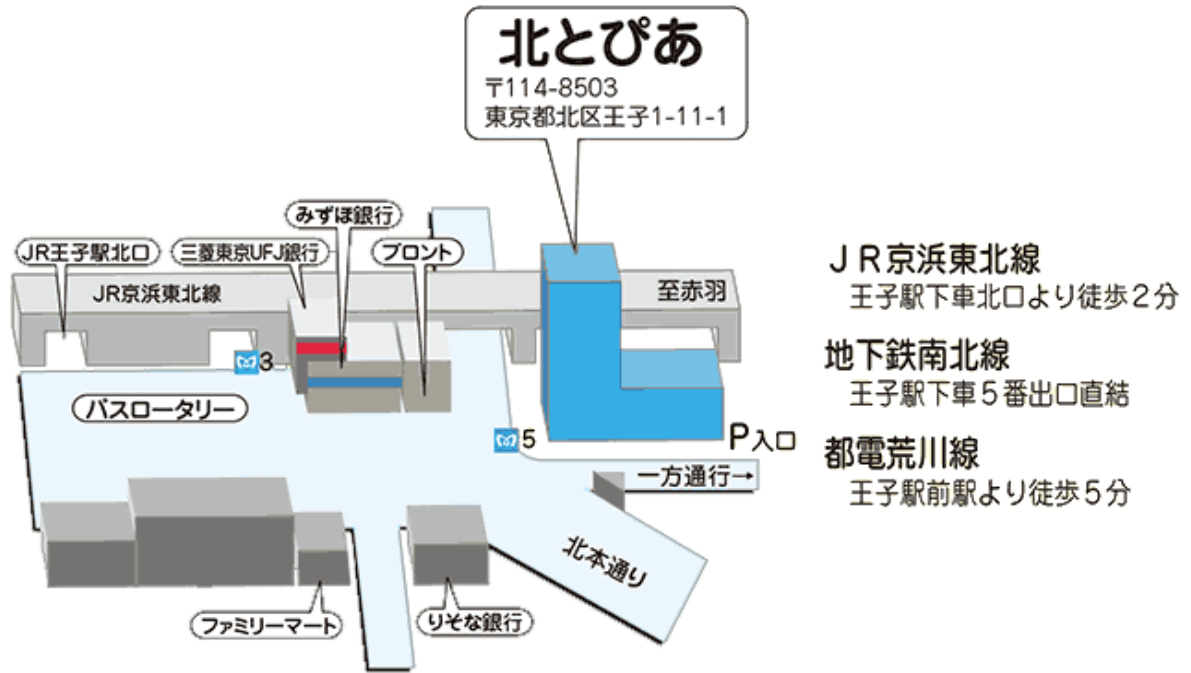 北とぴあ
〒114-8503
東京都北区王子1-11-1
みずほ銀行
JR王子駅北口
三菱東京UFJ銀行
プロント
JR京浜東北線
至赤羽
3
バスロータリー
5
P入口
一方通行→
北本通り
ファミリーマート
りそな銀行
JR京浜東北線
王子駅下車北口より徒歩2分
地下鉄南北線
王子駅下車5番出口直結
都電荒川線
王子駅前駅より徒歩5分